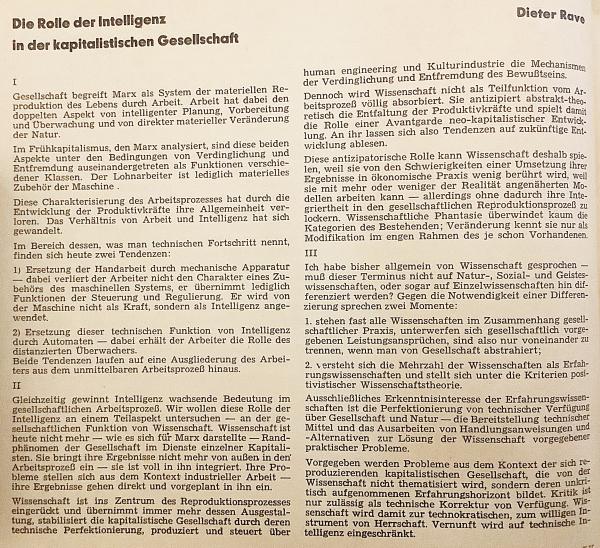 Die Rolle der Intelligenz
in der kapitalistischen Gesellschaft
Dieter Rave
I
Gesellschaft begreift Marx als System der materiellen Re-
produktion des Lebens durch Arbeit. Arbeit hat dabei den
doppelten Aspekt von intelligenter Planung, Vorbereitung
und Überwachung und von direkter materieller Veränderung
der Natur.
Im Frühkapitalismus, den Marx analysiert, sind diese beiden
Aspekte unter den Bedingungen von Verdinglichung und
Entfremdung auseinandergetreten als Funktionen verschie-
dener Klassen. Der Lohnarbeiter ist lediglich materielles
Zubehör der Maschine .
Diese Charakterisierung des Arbeitsprozesses hat durch die
Entwicklung der Produktivkräfte ihre Allgemeinheit ver-
loren. Das Verhältnis von Arbeit und Intelligenz hat sich
gewandelt.
Im Bereich dessen, was man technischen Fortschritt nennt,
finden sich heute zwei Tendenzen:
1) Ersetzung der Handarbeit durch mechanische Apparatur
— dabei verliert der Arbeiter nicht den Charakter eines Zu-
behörs des maschinellen Systems, er übernimmt lediglich
Funktionen der Steuerung und Regulierung. Er wird von
der Maschine nicht als Kraft, sondern als Intelligenz ange-
wendet.
2) Ersetzung dieser technischen Funktion von Intelligenz
durch Automaten — dabei erhält der Arbeiter die Rolle des
distanzierten Überwachers.
Beide Tendenzen laufen auf eine Ausgliederung des Arbei-
ters aus dem unmittelbaren Arbeitsprozeß hinaus.
II
Gleichzeitig gewinnt Intelligenz wachsende Bedeutung im
gesellschaftlichen Arbeitsprozeß. Wir wollen diese Rolle der
Intelligenz an einem Teilaspekt untersuchen — an der ge-
sellschaftlichen Funktion von Wissenschaft. Wissenschaft ist
heute nicht mehr — wie es sich für Marx darstellte — Rand-
phänomen der Gesellschaft im Dienste einzelner Kapitali-
sten. Sie bringt ihre Ergebnisse nicht mehr von außen in den
Arbeitsprozeß ein — sie ist voll in ihn integriert. Ihre Pro-
bleme stellen sich aus dem Kontext industrieller Arbeit —
ihre Ergebnisse gehen direkt und vorgeplant in ihn ein.
Wissenschaft ist ins Zentrum des Reproduktionsprozesses
eingerückt und übernimmt immer mehr dessen Ausgestal-
tung, stabilisiert die kapitalistische Gesellschaft durch deren
technische Perfektionierung, produziert und steuert über
human engineering und Kulturindustrie die Mechanismen
der Verdinglichung und Entfremdung des Bewußtseins.
Dennoch wird Wissenschaft nicht als Teilfunktion vom Ar-
beitsprozeß völlig absorbiert. Sie antizipiert abstrakt-theo-
retisch die Entfaltung der Produktivkräfte und spielt damit
die Rolle einer Avantgarde neo-kapitalistischer Entwick-
lung. An ihr lassen sich also Tendenzen auf zukünftige Ent-
wicklung ablesen.
Diese antizipatorische Rolle kann Wissenschaft deshalb spie-
len, weil sie von den Schwierigkeiten einer Umsetzung ihrer
Ergebnisse in ökonomische Praxis wenig berührt wird, weil
sie mit mehr oder weniger der Realität angenäherten Mo-
dellen arbeiten kann — allerdings ohne dadurch ihre Inte-
griertheit in den gesellschaftlichen Reproduktionsprozeß zu
lockern. Wissenschaftliche Phantasie überwindet kaum die
Kategorien des Bestehenden; Veränderung kennt sie nur als
Modifikation im engen Rahmen des je schon Vorhandenen.
III
Ich habe bisher allgemein von Wissenschaft gesprochen —
muß dieser Terminus nicht auf Natur-, Sozial- und Geistes-
wissenschaften, oder sogar auf Einzelwissenschaften hin dif-
ferenziert werden? Gegen die Notwendigkeit einer Differen-
zierung sprechen zwei Momente:
1. stehen fast alle Wissenschaften im Zusammenhang gesell-
schaftlicher Praxis, unterwerfen sich gesellschaftlich vorge-
gebenen Leistungsansprüchen, sind also nur voneinander zu
trennen, wenn man von Gesellschaft abstrahiert;
2. versteht sich die Mehrzahl der Wissenschaften als Erfah-
rungswissenschaften und stellt sich unter die Kriterien po-
sitivistischer Wissenschaftstheorie.
Ausschließliches Erkenntnisinteresse der Erfahrungswissen-
schaften ist die Perfektionierung von technischer Verfügung
über Gesellschaft und Natur — die Bereitstellung technischer
Mittel und das Ausarbeiten von Handlungsanweisungen und
-Alternativen zur Lösung der Wissenschaft vorgegebener
praktischer Probleme.
Vorgegeben werden Probleme aus dem Kontext der sich re-
produzierenden kapitalistischen Gesellschaft, die von der
Wissenschaft nicht thematisiert wird, sondern deren unkri-
tisch aufgenommenen Erfahrungshorizont bildet. Kritik ist
nur zulässig als technische Korrektur von Verfügung. Wis-
senschaft wird damit zur technokratischen, zum willigen In-
strument von Herrschaft. Vernunft wird auf technische In-
telligenz eingeschränkt.